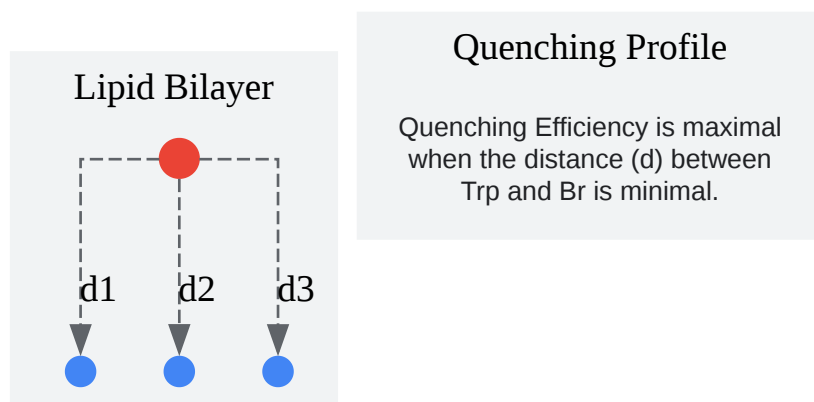 Lipid Bilayer
d1
d2
d3
Quenching Profile
Quenching Efficiency is maximal
when the distance (d) between
Trp and Br is minimal.